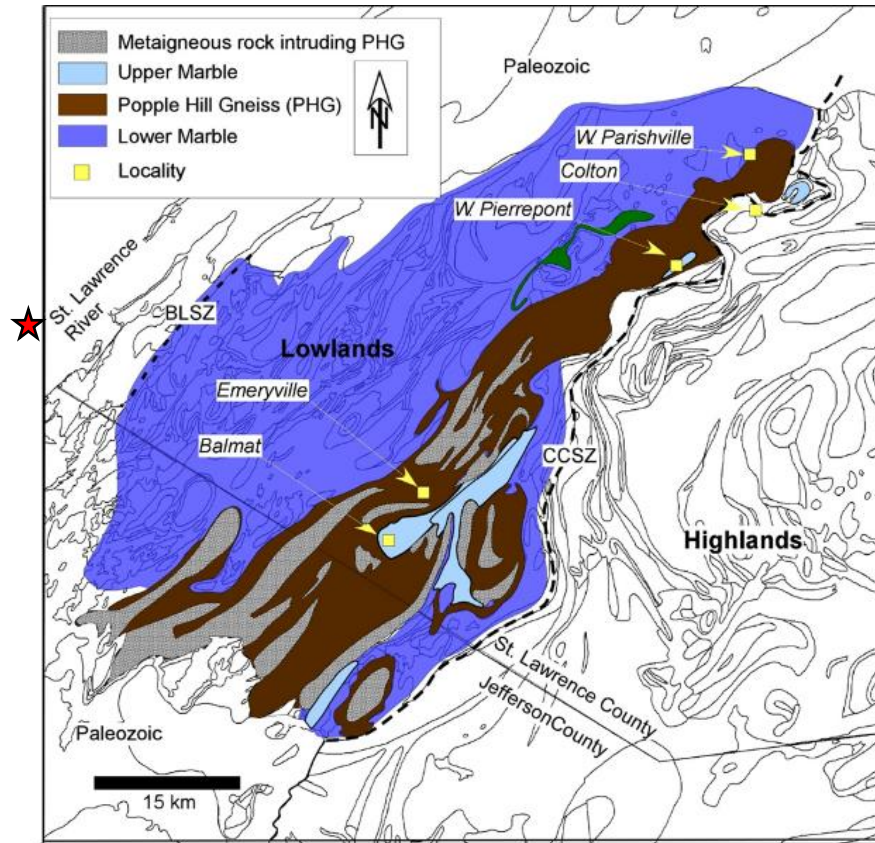 Metaigneous rock intruding PHG
Upper Marble
Popple Hill Gneiss (PHG)
Lower Marble
Locality
N
Paleozoic
W. Parishville
Colton
W. Pierrepont
St. Lawrence
River
BLSZ
Lowlands
Emeryville
Balmat
CCSZ
Highlands
St. Lawrence County
Jefferson County
Paleozoic
15 km